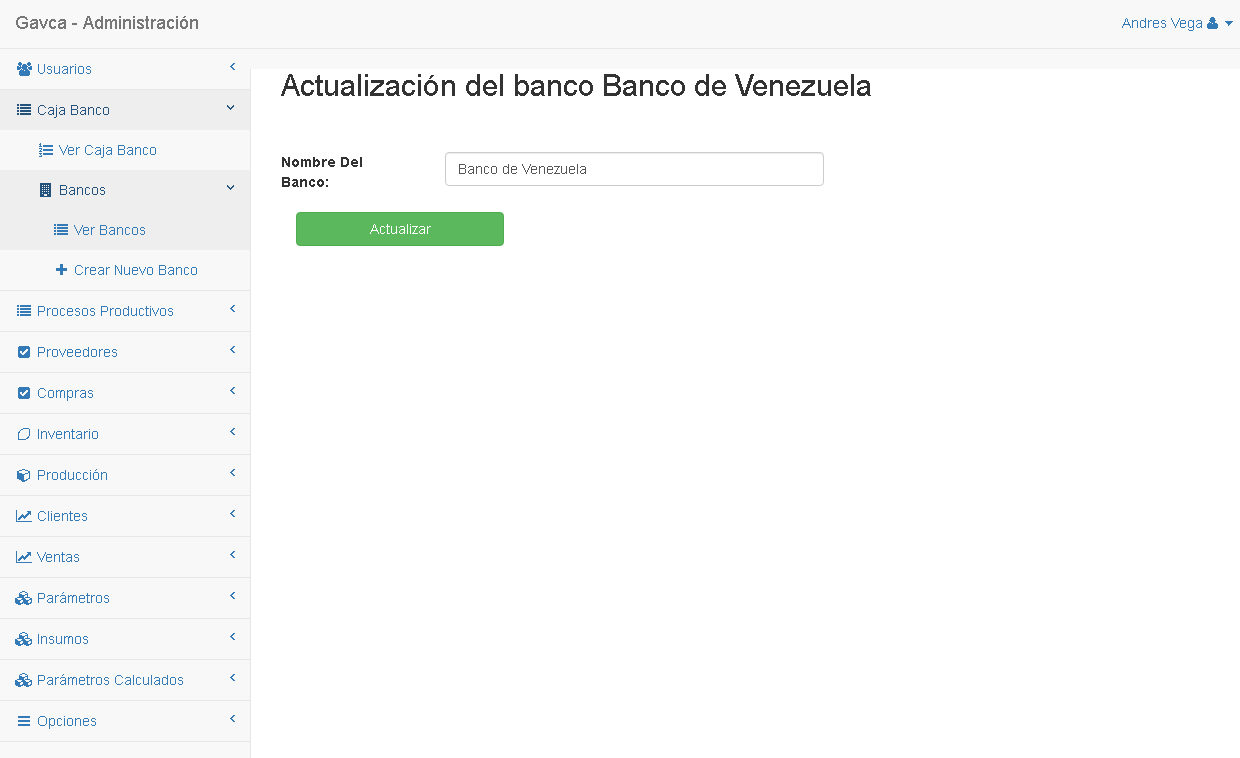 Gavca - Administración
Andres Vega
Usuarios
Caja Banco
Ver Caja Banco
Bancos
Ver Bancos
Crear Nuevo Banco
Procesos Productivos
Proveedores
Compras
Inventario
Producción
Clientes
Ventas
Parámetros
Insumos
Parámetros Calculados
Opciones
Actualización del banco Banco de Venezuela
Nombre Del
Banco:
Banco de Venezuela
Actualizar